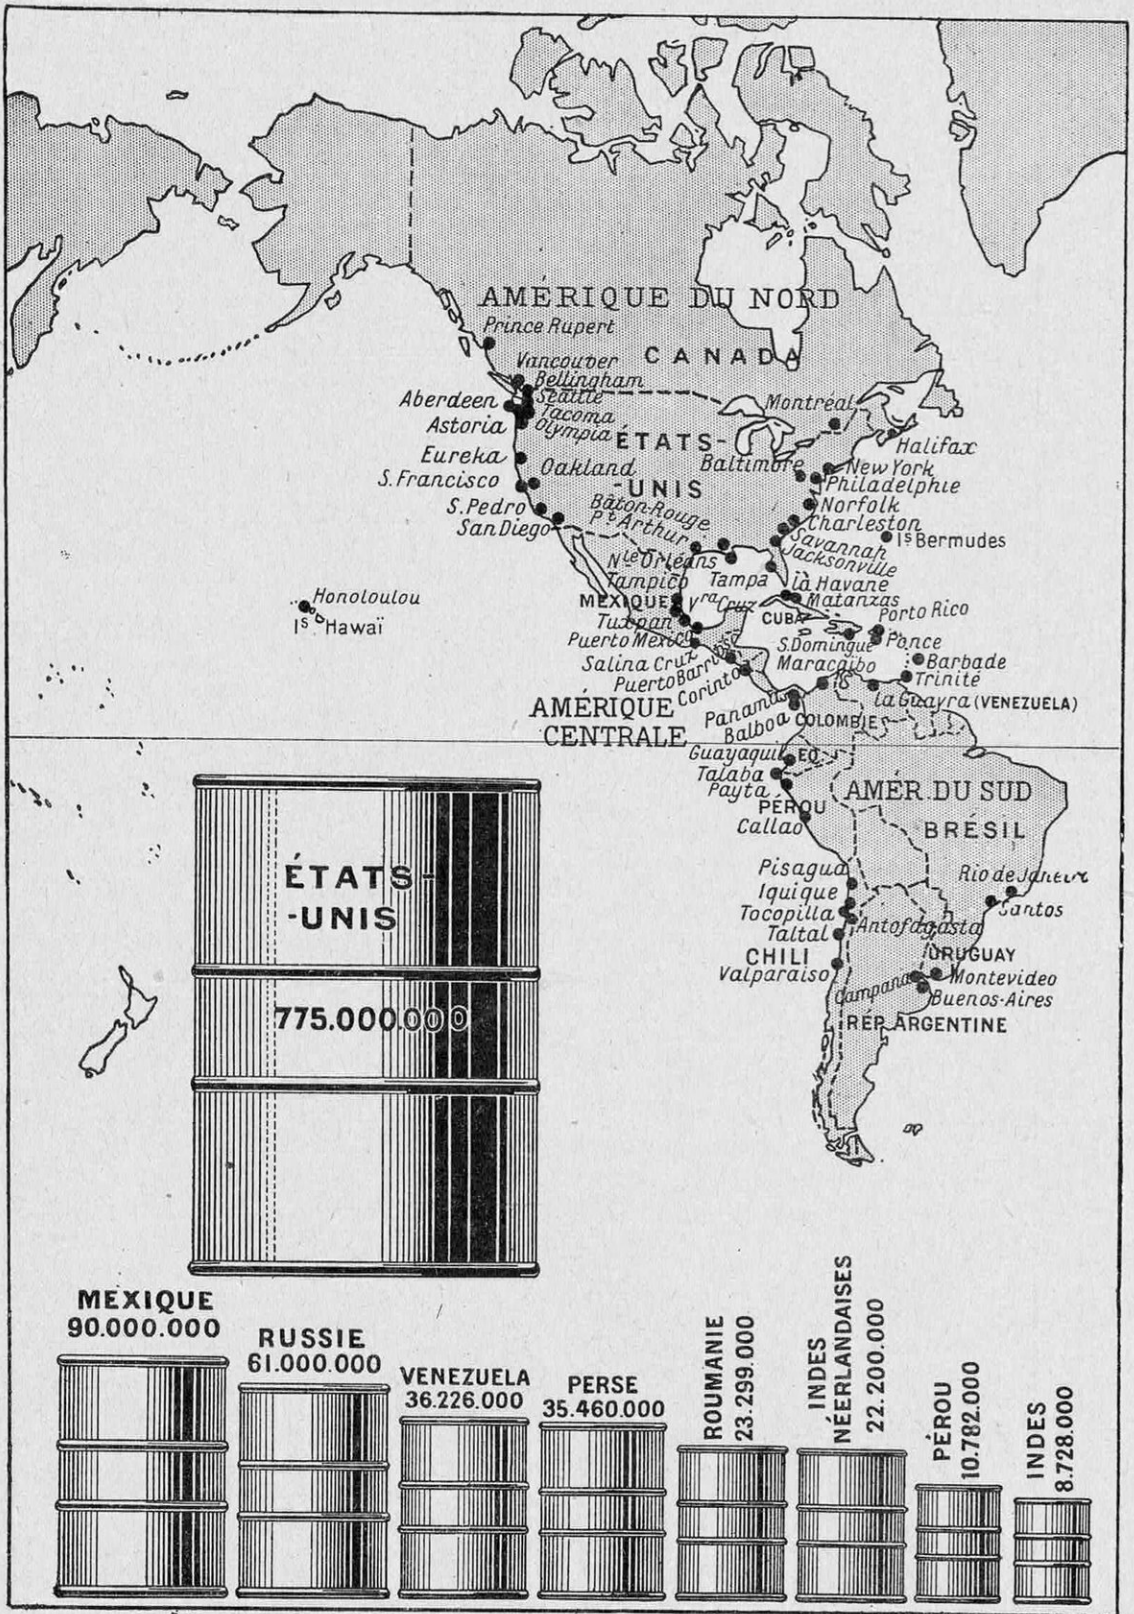 AMÉRIQUE DU NORD
Prince Rupert
CANADA
Vancouver
Bellingham
Seattle
Aberdeen
Tacoma
Olympia
Astoria
Montréal
ÉTATS-
-UNIS
Halifax
Eureka
Oakland
Baltimore
New York
Philadelphie
S. Francisco
S. Pedro
San Diego
Bâton-Rouge
Pt Arthur
Norfolk
Charleston
Savannah
Jacksonville
Is Bermudes
Nle Orléans
Tampico
Tampa
la Havane
Matanzas
MEXIQUE
Vra Cruz
CUBA
Porto Rico
Honoloulou
Is Hawaï
Tuxpan
Puerto Mexico
S. Domingue
Ponce
Salina Cruz
Puerto Barrios
Maracaïbo
Barbade
Corinto
Trinité
la Guayra (VENEZUELA)
AMÉRIQUE
CENTRALE
Panama
Balboa
COLOMBIE
Guayaquil
EQ
Talaba
Payta
PÉROU
AMÉR. DU SUD
Callao
BRÉSIL
Pisagua
Iquique
Rio de Janeiro
Tocopilla
Santos
Taltal
Antofagasta
CHILI
URUGUAY
Valparaiso
Campana
Montevideo
Buenos-Aires
RÉP. ARGENTINE
ÉTATS-
-UNIS
775.000.000
MEXIQUE
90.000.000
RUSSIE
61.000.000
VENEZUELA
36.226.000
PERSE
35.460.000
ROUMANIE
23.299.000
INDES
NÉERLANDAISES
22.200.000
PÉROU
10.782.000
INDES
8.728.000